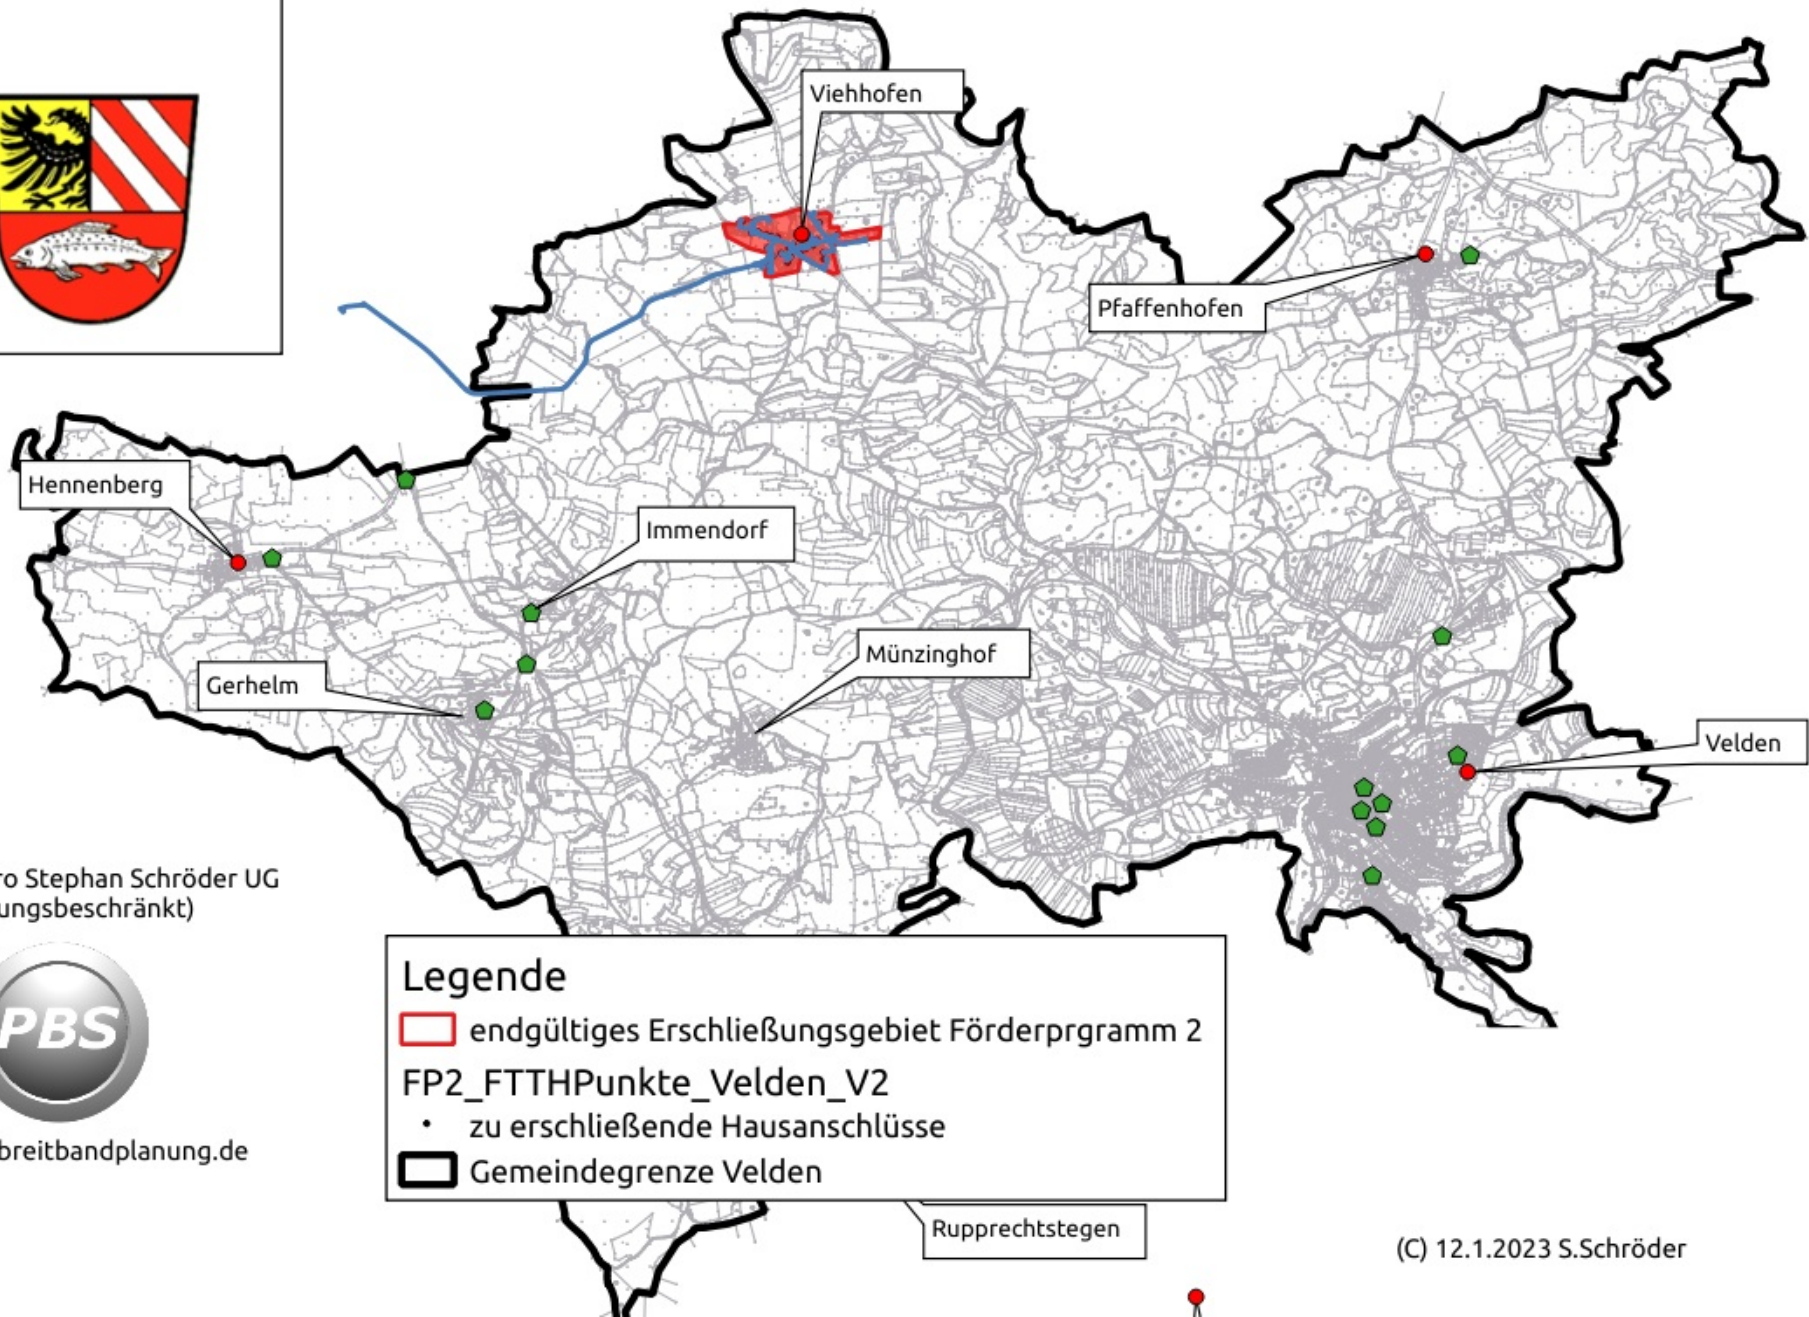 Viehhofen
Pfaffenhofen
Hennenberg
Immendorf
Münzinghof
Gerhelm
Velden
ro Stephan Schröder UG
ungsbeschränkt)
PBS
breitbandplanung.de
Legende
endgültiges Erschließungsgebiet Förderprgramm 2
FP2_FTTHPunkte_Velden_V2
zu erschließende Hausanschlüsse
Gemeindegrenze Velden
Rupprechtstegen
(C) 12.1.2023 S.Schröder